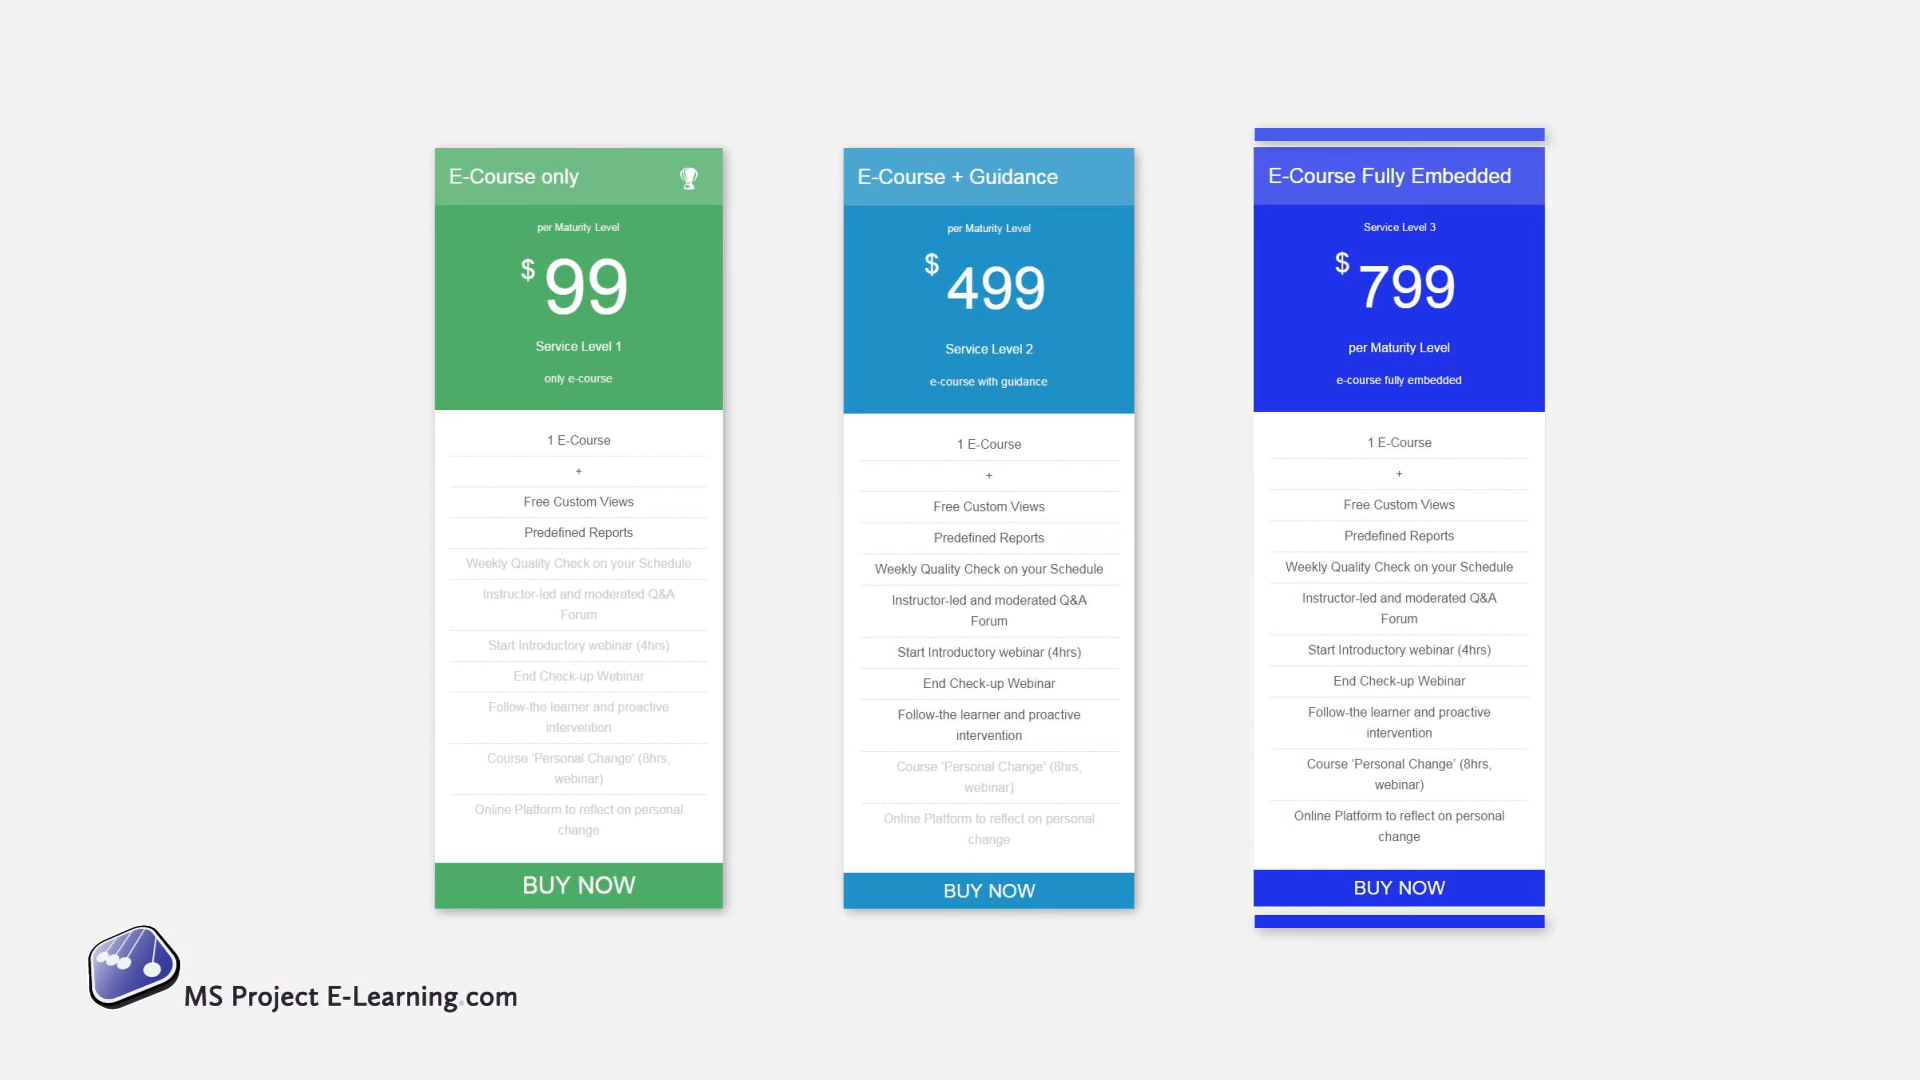 E-Course only
per Maturity Level
$ 99
Service Level 1
only e-course
1 E-Course
+
Free Custom Views
Predefined Reports
Weekly Quality Check on your Schedule
Instructor-led and moderated Q&A
Forum
Start Introductory webinar (4hrs)
End Check-up Webinar
Follow-the learner and proactive
intervention
Course ‘Personal Change’ (8hrs,
webinar)
Online Platform to reflect on personal
change
BUY NOW
E-Course + Guidance
per Maturity Level
$ 499
Service Level 2
e-course with guidance
1 E-Course
+
Free Custom Views
Predefined Reports
Weekly Quality Check on your Schedule
Instructor-led and moderated Q&A
Forum
Start Introductory webinar (4hrs)
End Check-up Webinar
Follow-the learner and proactive
intervention
Course ‘Personal Change’ (8hrs,
webinar)
Online Platform to reflect on personal
change
BUY NOW
E-Course Fully Embedded
Service Level 3
$ 799
per Maturity Level
e-course fully embedded
1 E-Course
+
Free Custom Views
Predefined Reports
Weekly Quality Check on your Schedule
Instructor-led and moderated Q&A
Forum
Start Introductory webinar (4hrs)
End Check-up Webinar
Follow-the learner and proactive
intervention
Course ‘Personal Change’ (8hrs,
webinar)
Online Platform to reflect on personal
change
BUY NOW
MS Project E-Learning.com